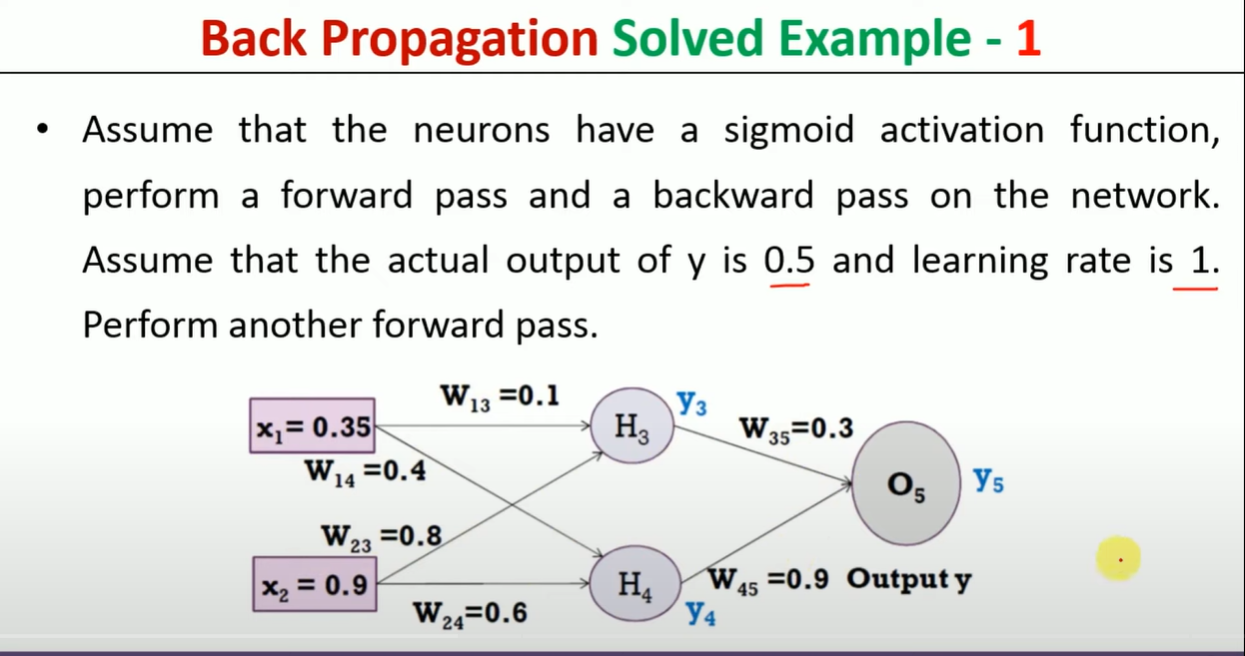 Back Propagation Solved Example - 1
• Assume that the neurons have a sigmoid activation function,
perform a forward pass and a backward pass on the network.
Assume that the actual output of y is 0.5 and learning rate is 1.
Perform another forward pass.
W₁₃ =0.1
x₁= 0.35
H₃
y₃
W₃₅=0.3
W₁₄ =0.4
O₅
y₅
W₂₃ =0.8
x₂ = 0.9
H₄
W₄₅ =0.9 Output y
W₂₄=0.6
y₄